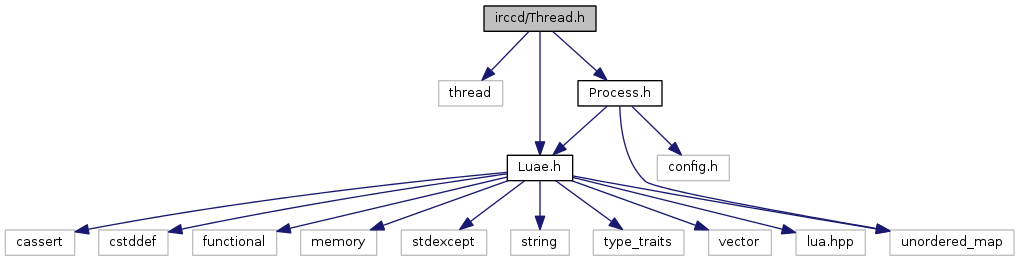 irccd/Thread.h
thread
Process.h
Luae.h
config.h
cassert
cstddef
functional
memory
stdexcept
string
type_traits
vector
lua.hpp
unordered_map